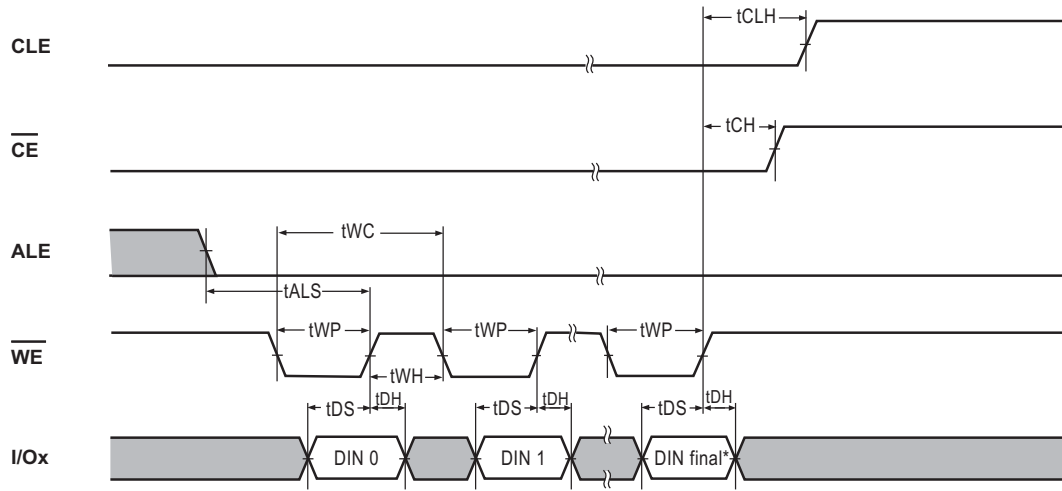 tCLH
CLE
tCH
CE
tWC
ALE
tALS
tWP
tWP
tWP
WE
tWH
tDS
tDH
tDS
tDH
tDS
tDH
I/Ox
DIN 0
DIN 1
DIN final*